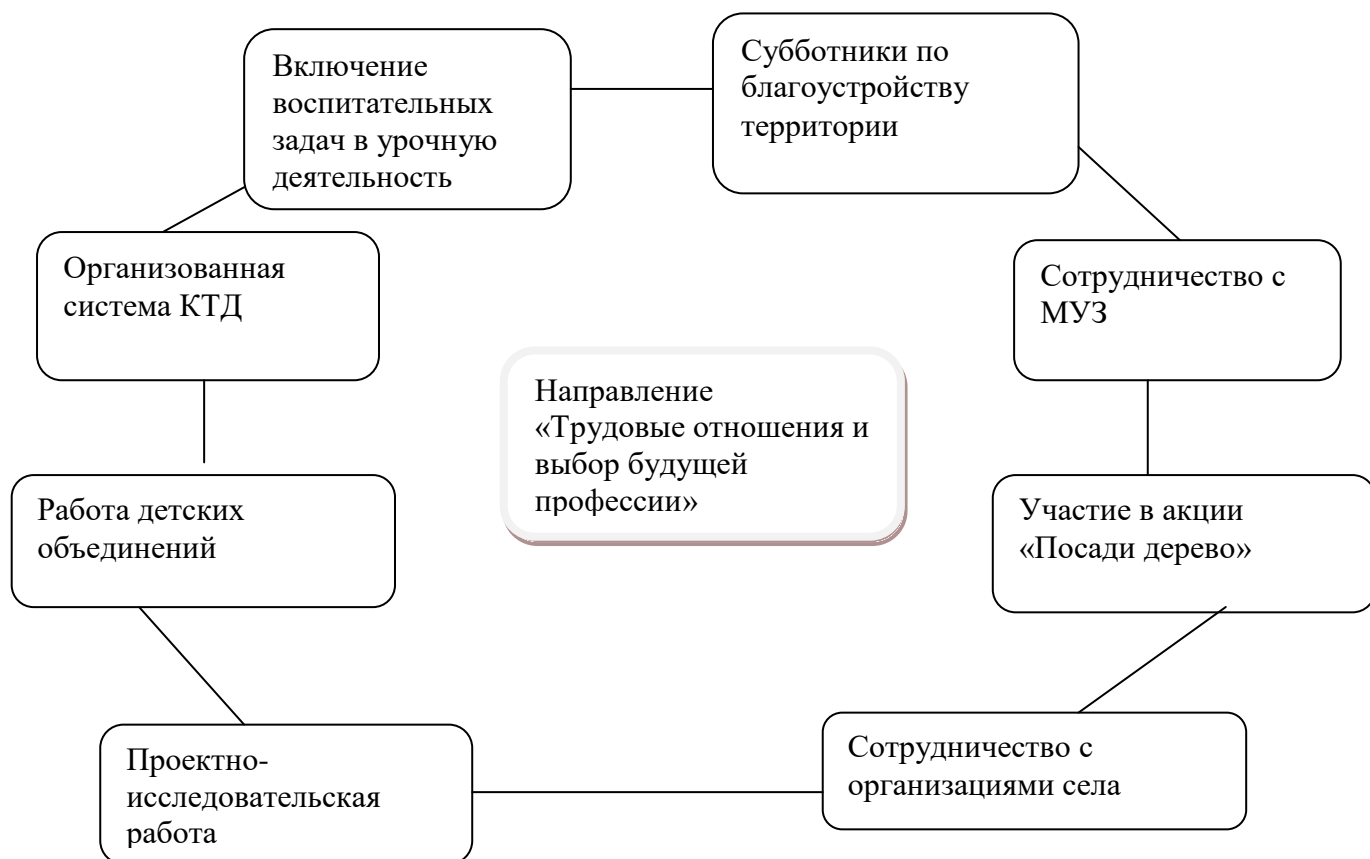 Включение
воспитательных
задач в урочную
деятельность
Субботники по
благоустройству
территории
Организованная
система КТД
Сотрудничество с
МУЗ
Направление
«Трудовые отношения и
выбор будущей
профессии»
Работа детских
объединений
Участие в акции
«Посади дерево»
Проектно-
исследовательская
работа
Сотрудничество с
организациями села